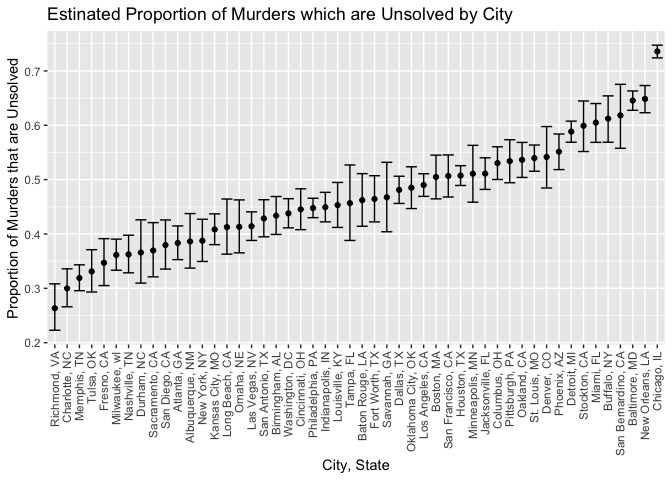 Estinated Proportion of Murders which are Unsolved by City
Proportion of Murders that are Unsolved
0.7
0.6
0.5
0.4
0.3
0.2
Richmond, VA
Charlotte, NC
Memphis, TN
Tulsa, OK
Fresno, CA
Milwaukee, wI
Nashville, TN
Durham, NC
Sacramento, CA
San Diego, CA
Atlanta, GA
Albuquerque, NM
New York, NY
Kansas City, MO
Long Beach, CA
Omaha, NE
Las Vegas, NV
San Antonio, TX
Birmingham, AL
Washington, DC
Cincinnati, OH
Philadelphia, PA
Indianapolis, IN
Louisville, KY
Tampa, FL
Baton Rouge, LA
Fort Worth, TX
Savannah, GA
Dallas, TX
Oklahoma City, OK
Los Angeles, CA
Boston, MA
San Francisco, CA
Houston, TX
Minneapolis, MN
Jacksonville, FL
Columbus, OH
Pittsburgh, PA
Oakland, CA
St. Louis, MO
Denver, CO
Phoenix, AZ
Detroit, MI
Stockton, CA
Miami, FL
Buffalo, NY
San Bernardino, CA
Baltimore, MD
New Orleans, LA
Chicago, IL
City, State